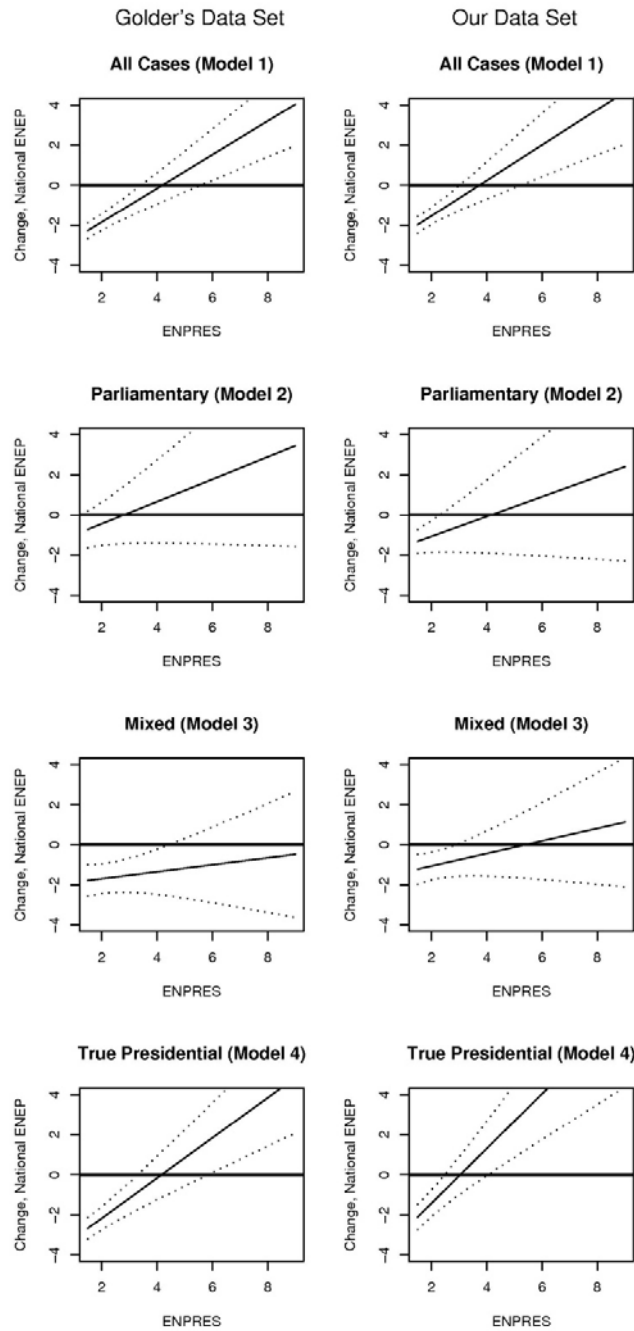 Golder's Data Set
Our Data Set
All Cases (Model 1)
Change, National ENEP
4
2
0
−2
−4
2 4 6 8
ENPRES
All Cases (Model 1)
Change, National ENEP
4
2
0
−2
−4
2 4 6 8
ENPRES
Parliamentary (Model 2)
Change, National ENEP
4
2
0
−2
−4
2 4 6 8
ENPRES
Parliamentary (Model 2)
Change, National ENEP
4
2
0
−2
−4
2 4 6 8
ENPRES
Mixed (Model 3)
Change, National ENEP
4
2
0
−2
−4
2 4 6 8
ENPRES
Mixed (Model 3)
Change, National ENEP
4
2
0
−2
−4
2 4 6 8
ENPRES
True Presidential (Model 4)
Change, National ENEP
4
2
0
−2
−4
2 4 6 8
ENPRES
True Presidential (Model 4)
Change, National ENEP
4
2
0
−2
−4
2 4 6 8
ENPRES